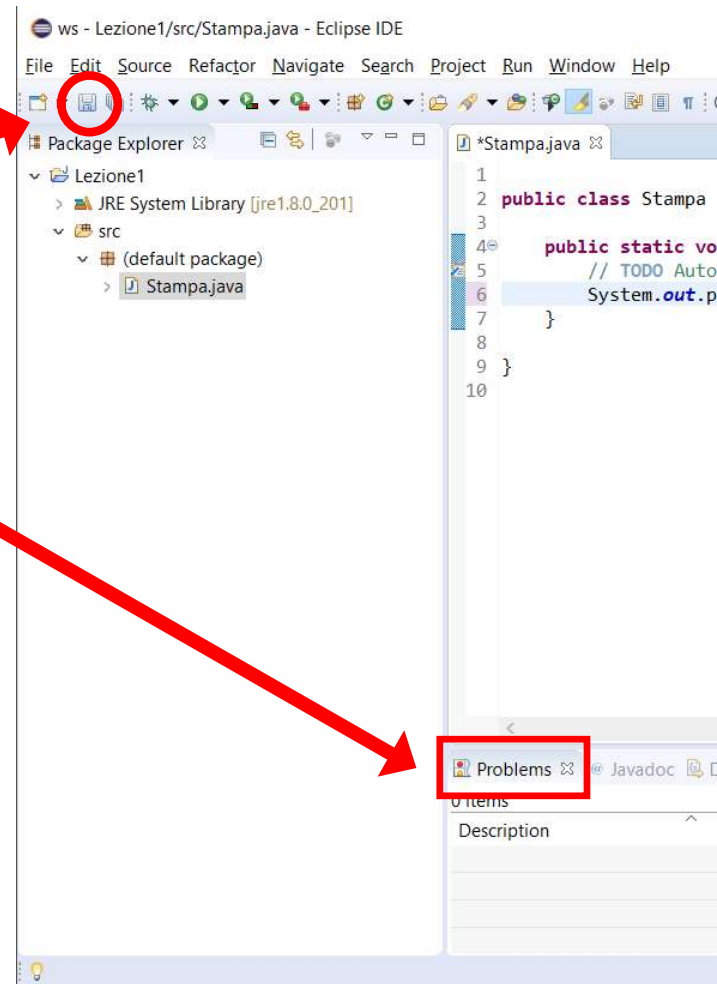 ws - Lezione1/src/Stampa.java - Eclipse IDE
File Edit Source Refactor Navigate Search Project Run Window Help
Package Explorer
Lezione1
JRE System Library [jre1.8.0_201]
src
(default package)
Stampa.java
*Stampa.java
1
2 public class Stampa
3
4 public static vo
5 // TODO Auto
6 System.out.p
7 }
8
9 }
10
Problems @ Javadoc D
0 items
Description